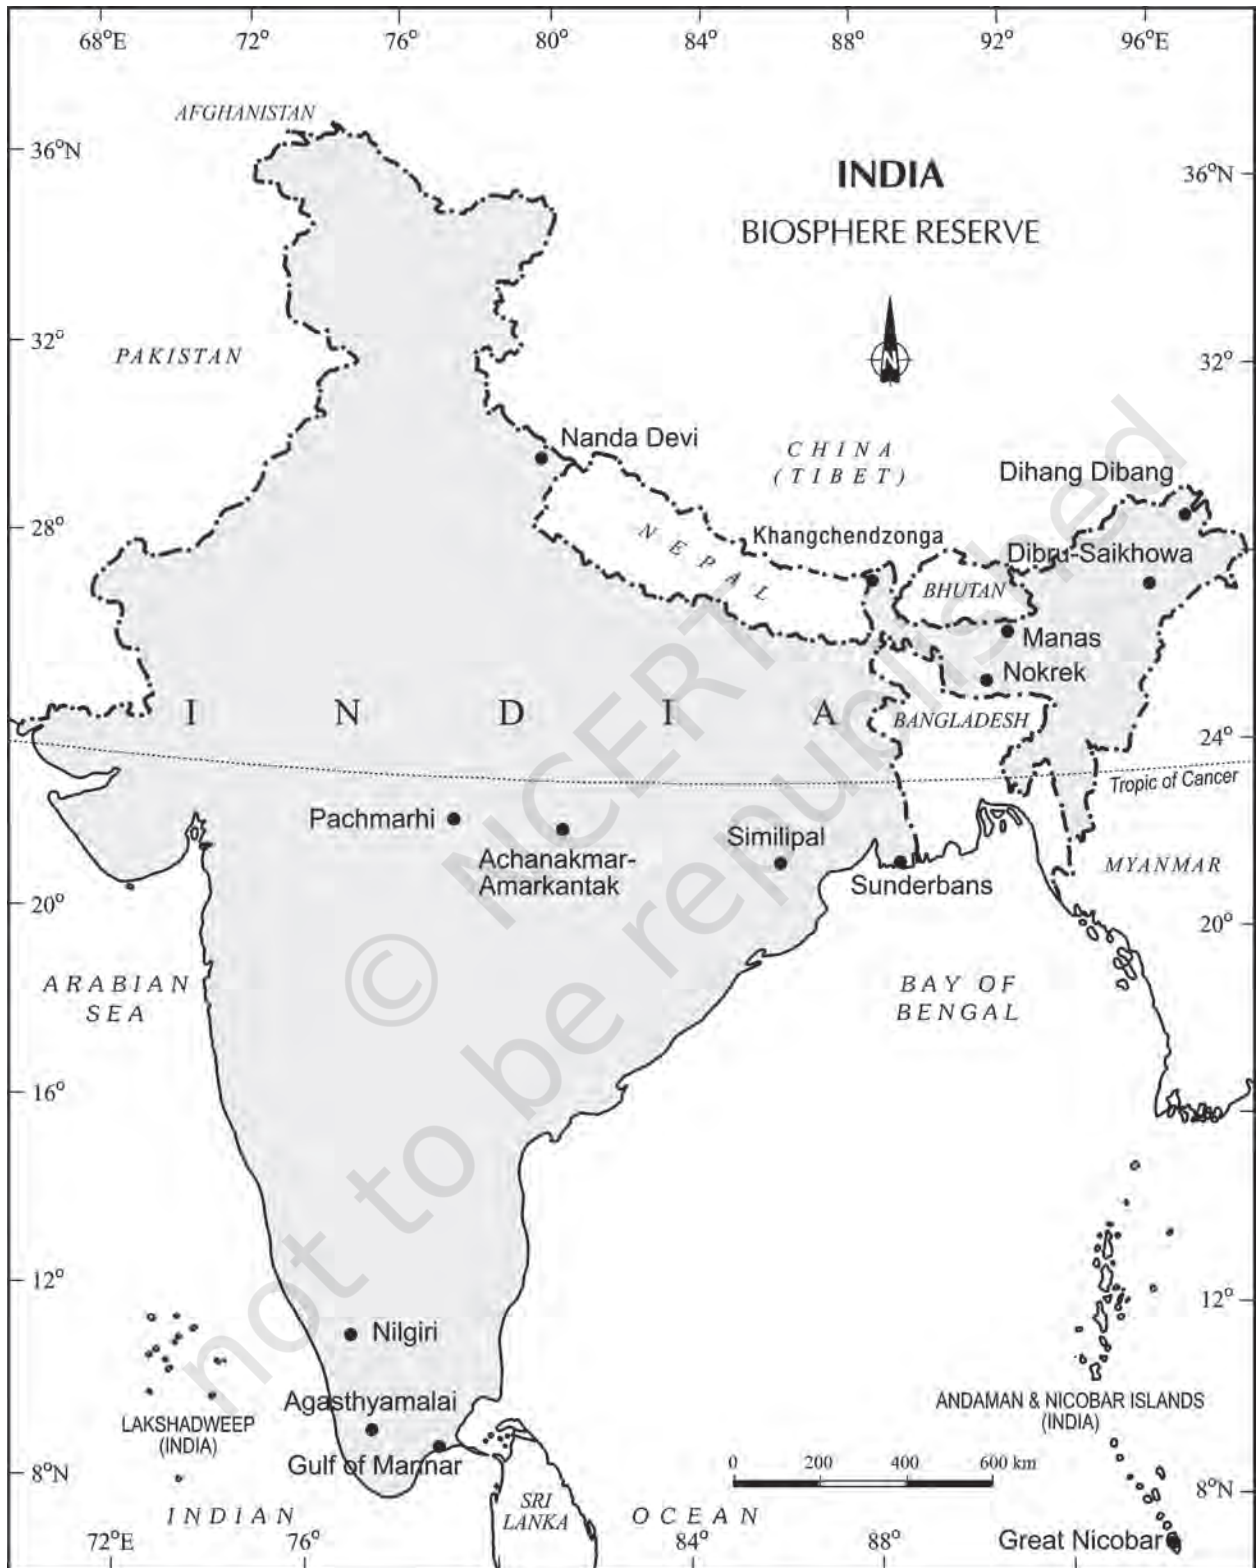 68°E 72° 76° 80° 84° 88° 92° 96°E
AFGHANISTAN
36°N
INDIA
36°N
BIOSPHERE RESERVE
32°
PAKISTAN
N
32°
Nanda Devi
CHINA
(TIBET)
Dihang Dibang
28°
NEPAL
Khangchendzonga
Dibru-Saikhowa
BHUTAN
Manas
Nokrek
I N D I A
BANGLADESH
24°
Tropic of Cancer
Pachmarhi
Achanakmar-
Amarkantak
Similipal
Sunderbans
MYANMAR
20°
20°
ARABIAN
SEA
BAY OF
BENGAL
16°
12°
12°
Nilgiri
Agasthyamalai
Gulf of Mannar
LAKSHADWEEP
(INDIA)
ANDAMAN & NICOBAR ISLANDS
(INDIA)
8°N
0 200 400 600 km
8°N
INDIAN
SRI
LANKA
OCEAN
Great Nicobar
72°E 76° 84° 88°
© NCERT
not to be republished